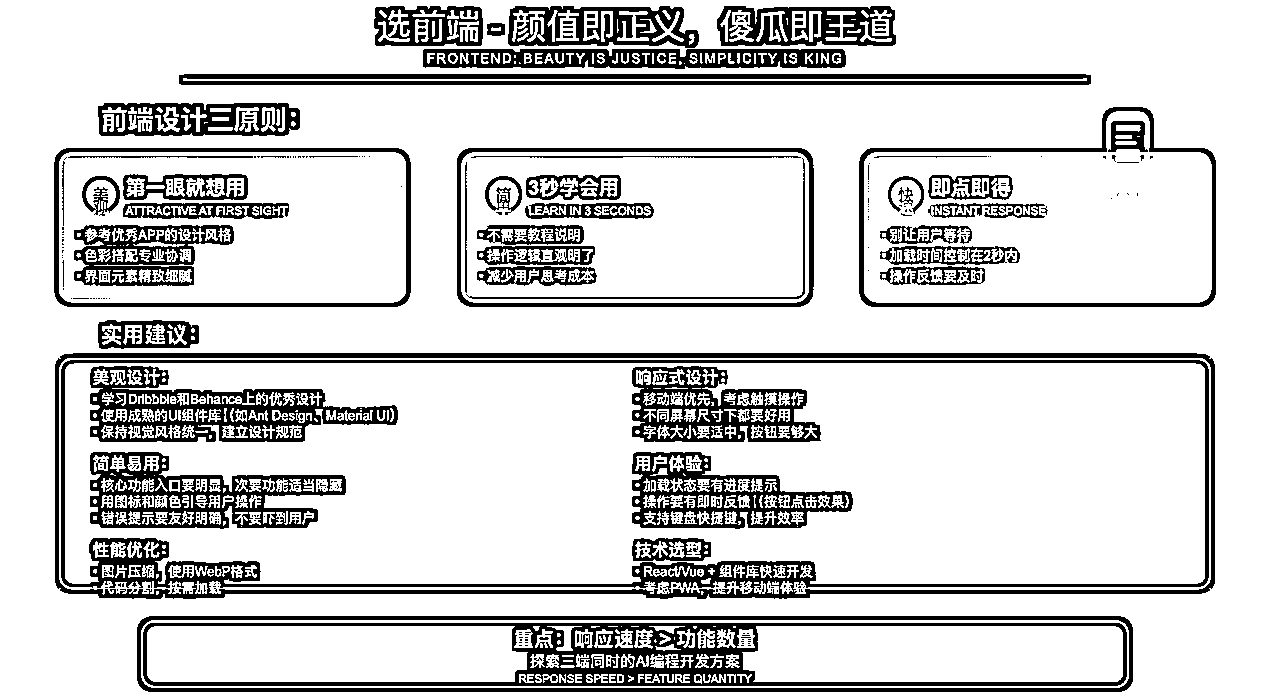 选前端 - 颜值即正义，傻瓜即王道
FRONTEND: BEAUTY IS JUSTICE, SIMPLICITY IS KING
前端设计三原则：
美观
第一眼就想用
ATTRACTIVE AT FIRST SIGHT
参考优秀APP的设计风格
色彩搭配专业协调
界面元素精致细腻
简单
3秒学会用
LEARN IN 3 SECONDS
不需要教程说明
操作逻辑直观明了
减少用户思考成本
快速
即点即得
INSTANT RESPONSE
别让用户等待
加载时间控制在2秒内
操作反馈要及时
实用建议：
美观设计：
· 学习Dribbble和Behance上的优秀设计
· 使用成熟的UI组件库（如Ant Design、Material UI）
· 保持视觉风格统一，建立设计规范
简单易用：
· 核心功能入口要明显，次要功能适当隐藏
· 用图标和颜色引导用户操作
· 错误提示要友好明确，不要吓到用户
性能优化：
· 图片压缩，使用WebP格式
· 代码分割，按需加载
响应式设计：
· 移动端优先，考虑触摸操作
· 不同屏幕尺寸下都要好用
· 字体大小要适中，按钮要够大
用户体验：
· 加载状态要有进度提示
· 操作要有即时反馈（按钮点击效果）
· 支持键盘快捷键，提升效率
技术选型：
· React/Vue + 组件库快速开发
· 考虑PWA，提升移动端体验
重点：响应速度 > 功能数量
探索三端同时的AI编程开发方案
RESPONSE SPEED > FEATURE QUANTITY